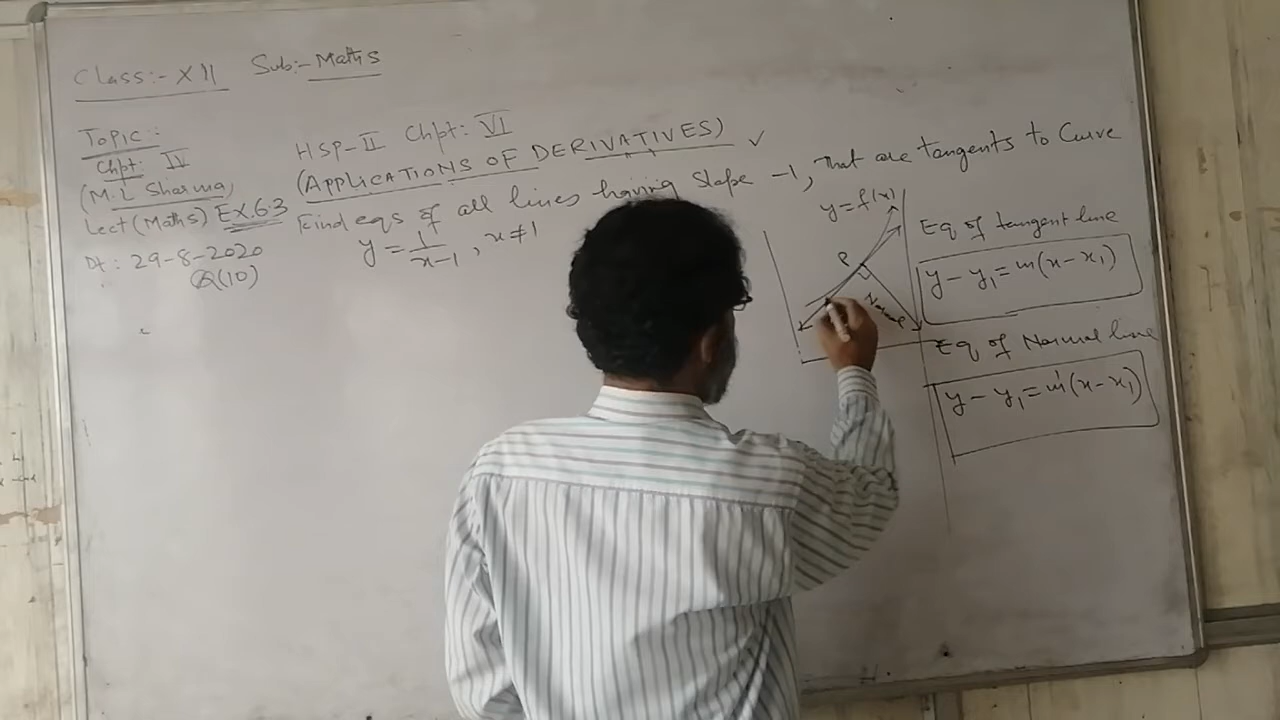 Class:- XII Sub:- Maths
Topic:
Chpt: IV
(M.L Sharma)
Lect (Maths) EX.6.3
Dt: 29-8-2020
Q(10)
HSP-II Chpt: VI
(APPLICATIONS OF DERIVATIVES) ✓
Find eqs of all lines having slope -1, That are tangents to Curve
y = 1/(x-1), x≠1
y=f(x)
P
Normal
Eq of tangent line
y-y₁=m(x-x₁)
Eq of Normal line
y-y₁=m'(x-x₁)